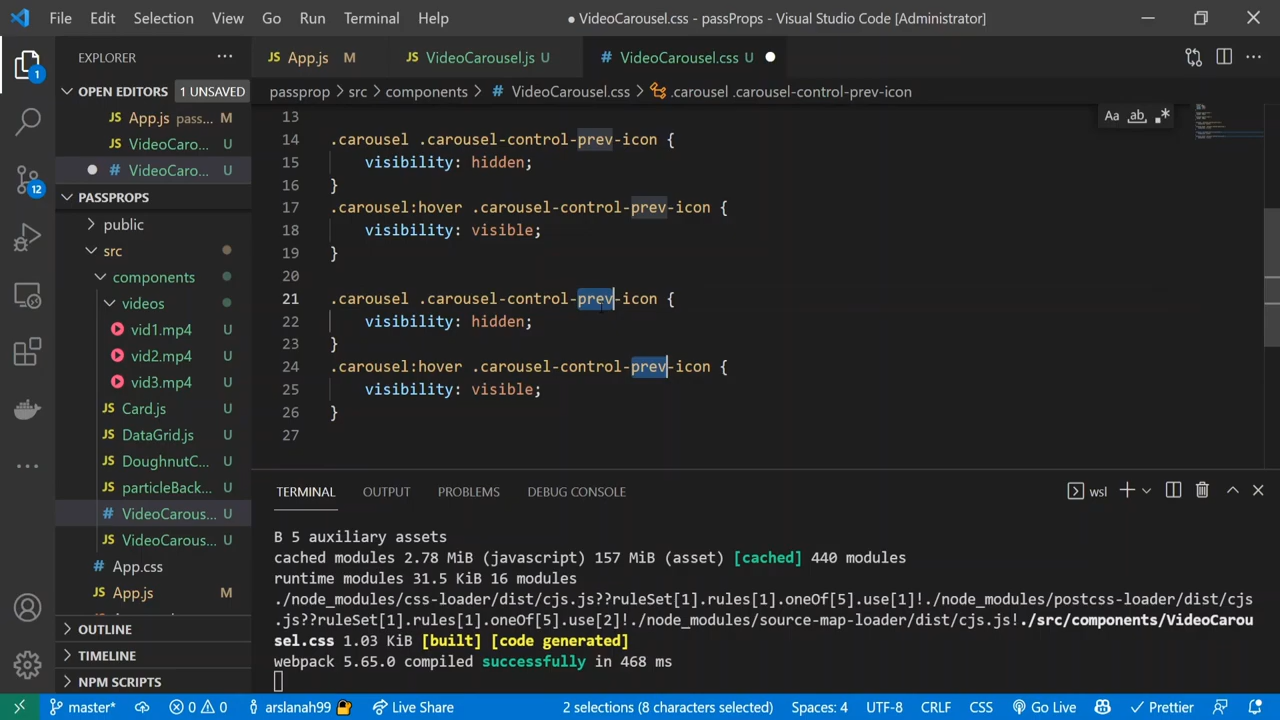 File Edit Selection View Go Run Terminal Help ● VideoCarousel.css - passProps - Visual Studio Code [Administrator]
EXPLORER
JS App.js M JS VideoCarousel.js U # VideoCarousel.css U
1
OPEN EDITORS 1 UNSAVED
passprop > src > components > # VideoCarousel.css > .carousel .carousel-control-prev-icon
JS App.js pass... M
JS VideoCaro... U
# VideoCaro... U
12
PASSPROPS
public
src
components
videos
vid1.mp4 U
vid2.mp4 U
vid3.mp4 U
JS Card.js U
JS DataGrid.js U
JS DoughnutC... U
JS particleBack... U
# VideoCarous... U
JS VideoCarous... U
# App.css
JS App.js M
OUTLINE
TIMELINE
NPM SCRIPTS
Aa ab .*
13
14 .carousel .carousel-control-prev-icon {
15 visibility: hidden;
16 }
17 .carousel:hover .carousel-control-prev-icon {
18 visibility: visible;
19 }
20
21 .carousel .carousel-control-prev-icon {
22 visibility: hidden;
23 }
24 .carousel:hover .carousel-control-prev-icon {
25 visibility: visible;
26 }
27
TERMINAL OUTPUT PROBLEMS DEBUG CONSOLE wsl
B 5 auxiliary assets
cached modules 2.78 MiB (javascript) 157 MiB (asset) [cached] 440 modules
runtime modules 31.5 KiB 16 modules
./node_modules/css-loader/dist/cjs.js??ruleSet[1].rules[1].oneOf[5].use[1]!./node_modules/postcss-loader/dist/cjs
.js??ruleSet[1].rules[1].oneOf[5].use[2]!./node_modules/source-map-loader/dist/cjs.js!./src/components/VideoCarou
sel.css 1.03 KiB [built] [code generated]
webpack 5.65.0 compiled successfully in 468 ms
master* 0 0 arslanah99 Live Share 2 selections (8 characters selected) Spaces: 4 UTF-8 CRLF CSS Go Live Prettier